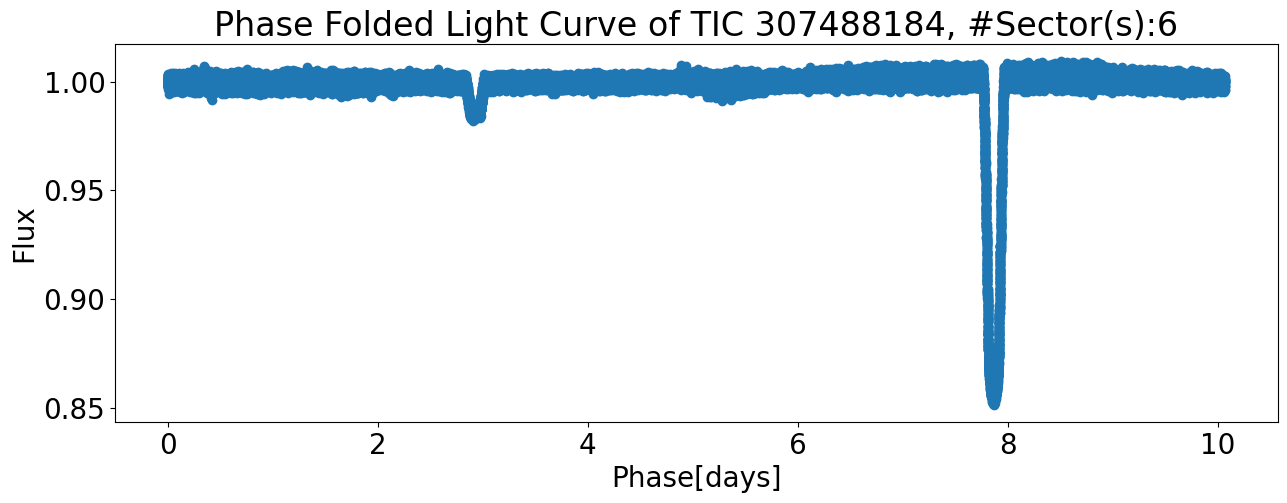 Phase Folded Light Curve of TIC 307488184, #Sector(s):6
1.00
0.95
0.90
0.85
Flux
0 2 4 6 8 10
Phase[days]